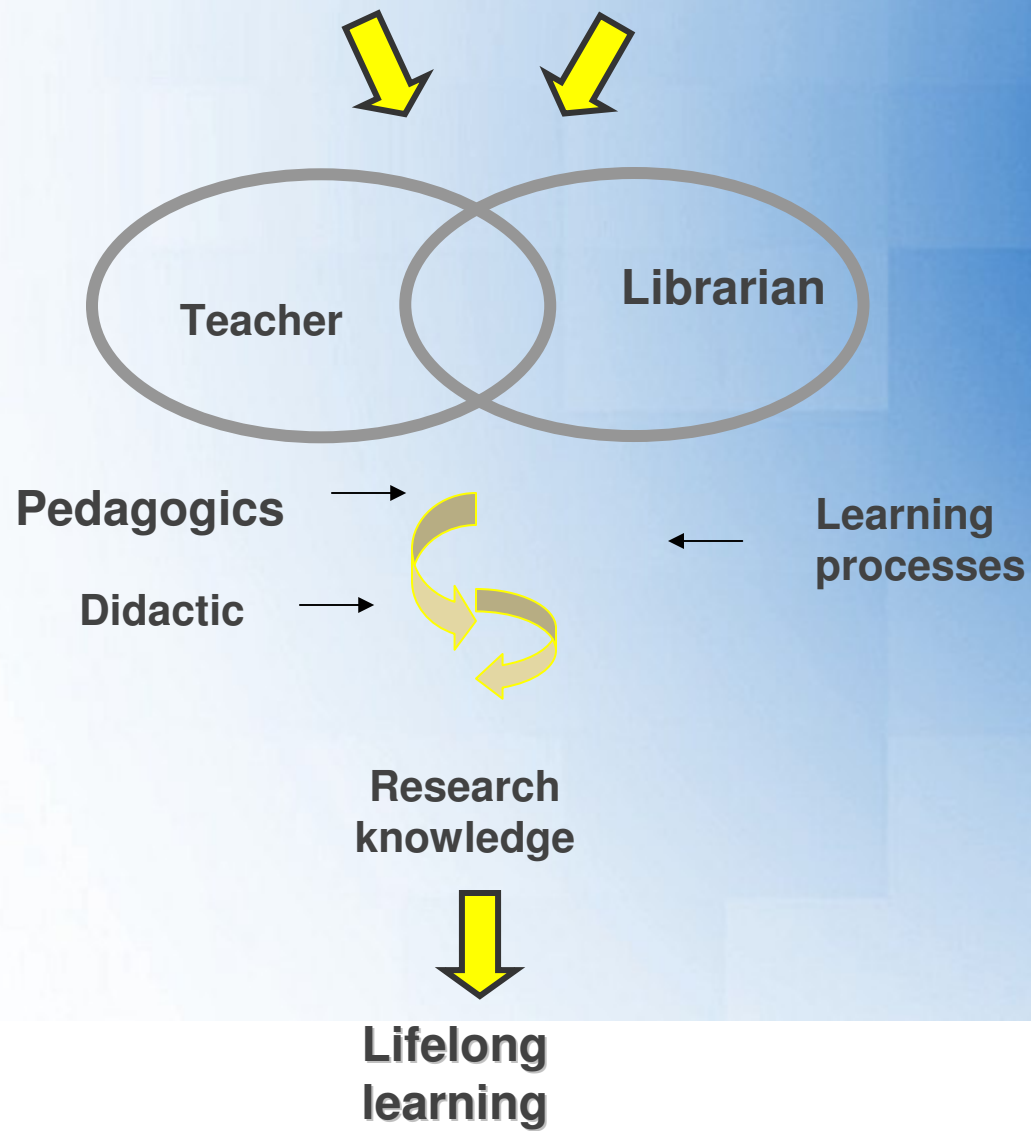 Teacher
Librarian
Pedagogics
Learning
processes
Didactic
Research
knowledge
Lifelong
learning